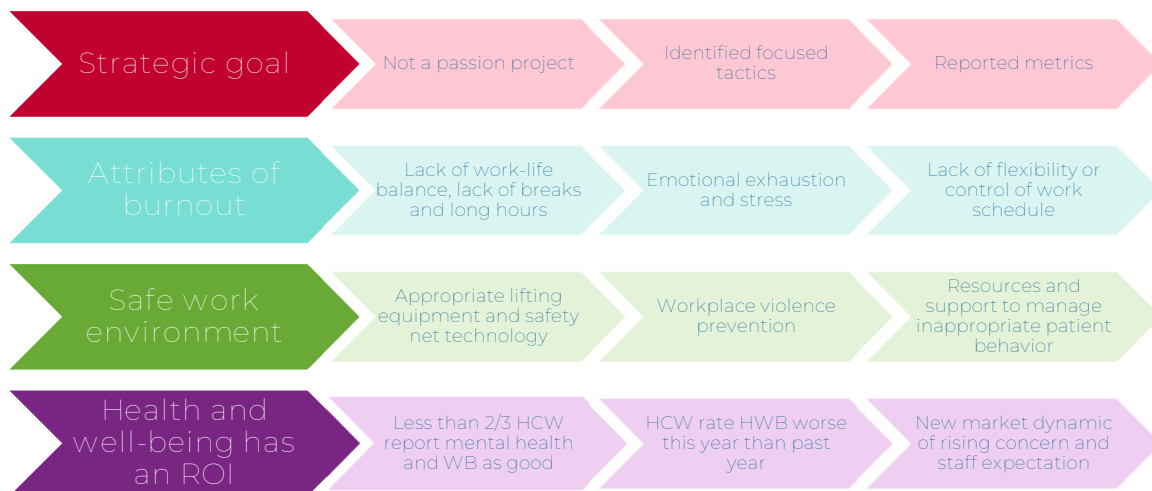 Strategic goal
Not a passion project
Identified focused
tactics
Reported metrics
Attributes of
burnout
Lack of work-life
balance, lack of breaks
and long hours
Emotional exhaustion
and stress
Lack of flexibility or
control of work
schedule
Safe work
environment
Appropriate lifting
equipment and safety
net technology
Workplace violence
prevention
Resources and
support to manage
inappropriate patient
behavior
Health and
well-being has
an ROI
Less than 2/3 HCW
report mental health
and WB as good
HCW rate HWB worse
this year than past
year
New market dynamic
of rising concern and
staff expectation